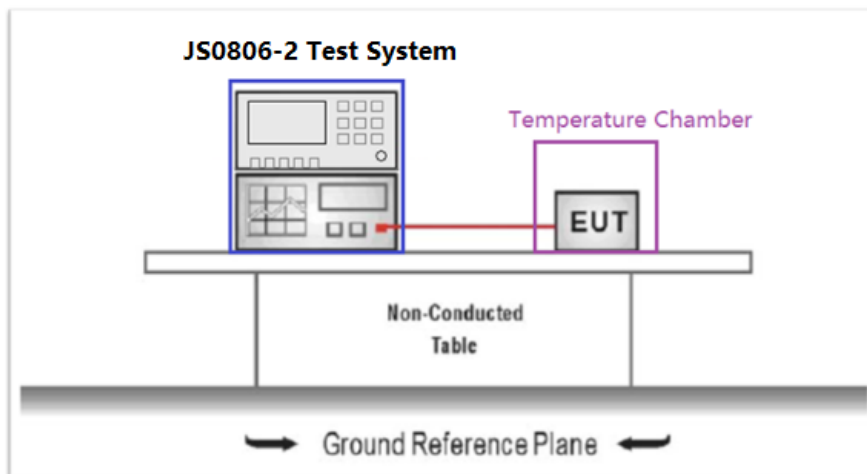 JS0806-2 Test System
Temperature Chamber
EUT
Non-Conducted
Table
Ground Reference Plane